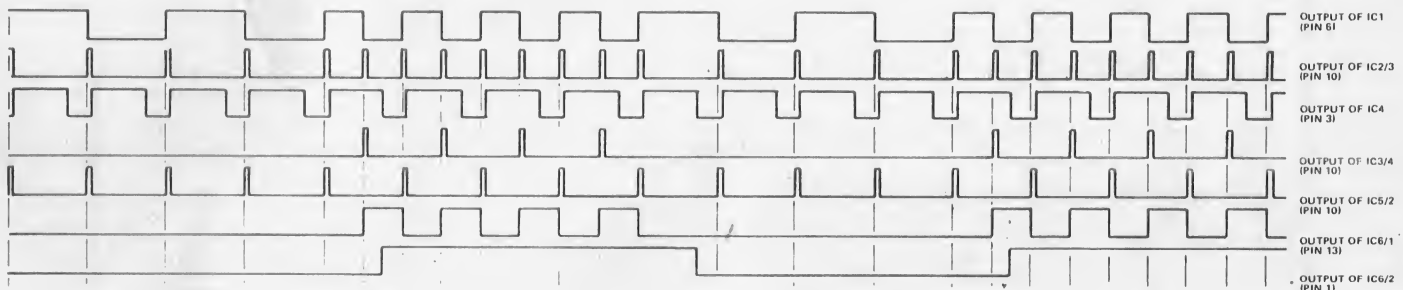 OUTPUT OF IC1
(PIN 6)
OUTPUT OF IC2/3
(PIN 10)
OUTPUT OF IC4
(PIN 3)
OUTPUT OF IC3/4
(PIN 10)
OUTPUT OF IC5/2
(PIN 10)
OUTPUT OF IC6/1
(PIN 13)
OUTPUT OF IC6/2
(PIN 1)